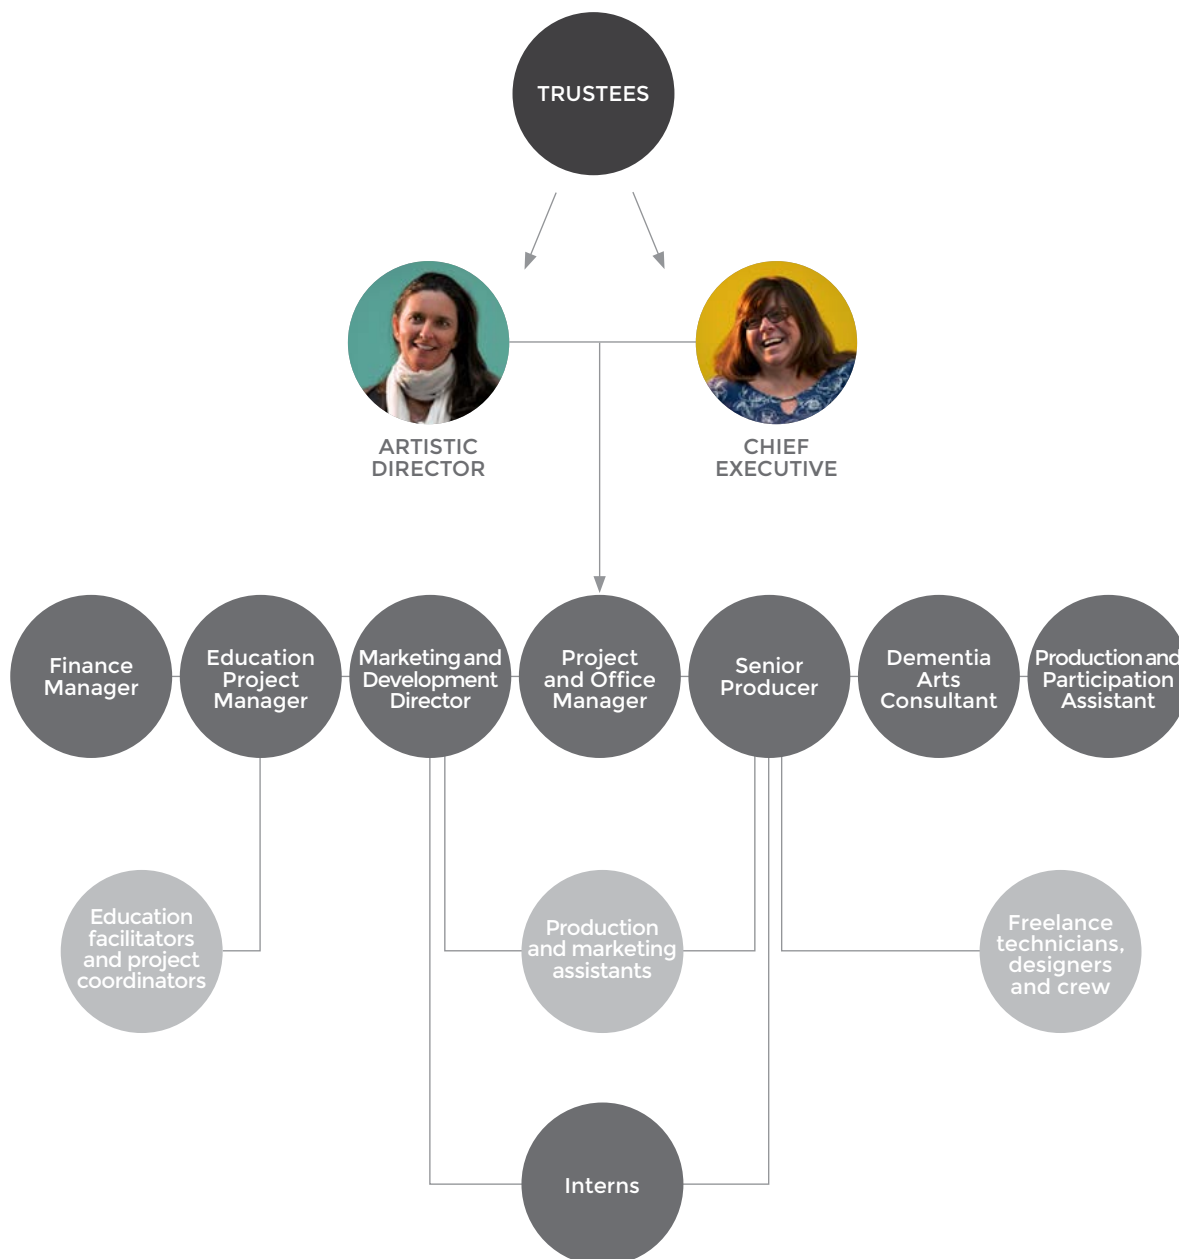 TRUSTEES
ARTISTIC
DIRECTOR
CHIEF
EXECUTIVE
Finance
Manager
Education
Project
Manager
Marketing and
Development
Director
Project
and Office
Manager
Senior
Producer
Dementia
Arts
Consultant
Production and
Participation
Assistant
Education
facilitators
and project
coordinators
Production
and marketing
assistants
Freelance
technicians,
designers
and crew
Interns